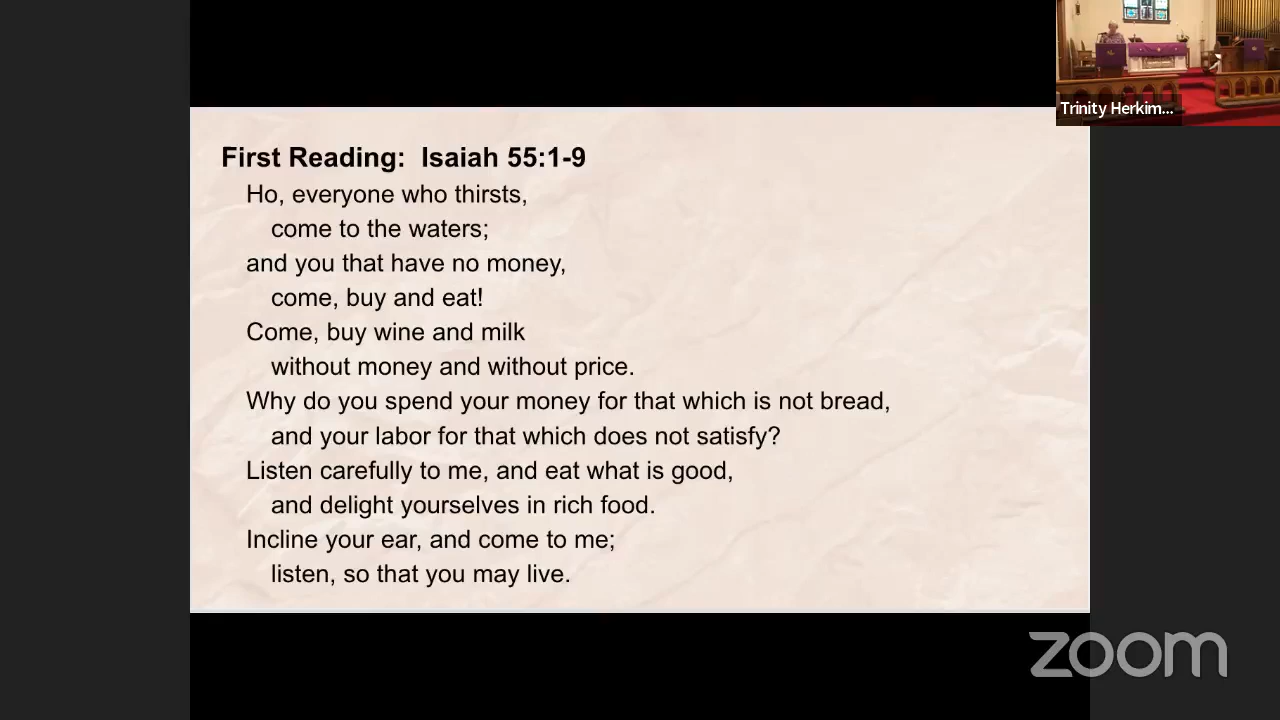 First Reading: Isaiah 55:1-9
Ho, everyone who thirsts,
come to the waters;
and you that have no money,
come, buy and eat!
Come, buy wine and milk
without money and without price.
Why do you spend your money for that which is not bread,
and your labor for that which does not satisfy?
Listen carefully to me, and eat what is good,
and delight yourselves in rich food.
Incline your ear, and come to me;
listen, so that you may live.
Trinity Herkim...
zoom